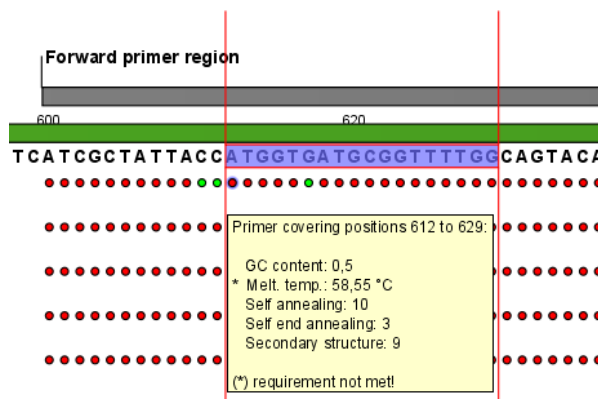 Forward primer region
600 620
TCATCGCTATTACCATGGTGATGCGGTTTTGGCAGTACA
Primer covering positions 612 to 629:
GC content: 0,5
* Melt. temp.: 58,55 °C
Self annealing: 10
Self end annealing: 3
Secondary structure: 9
(*) requirement not met!